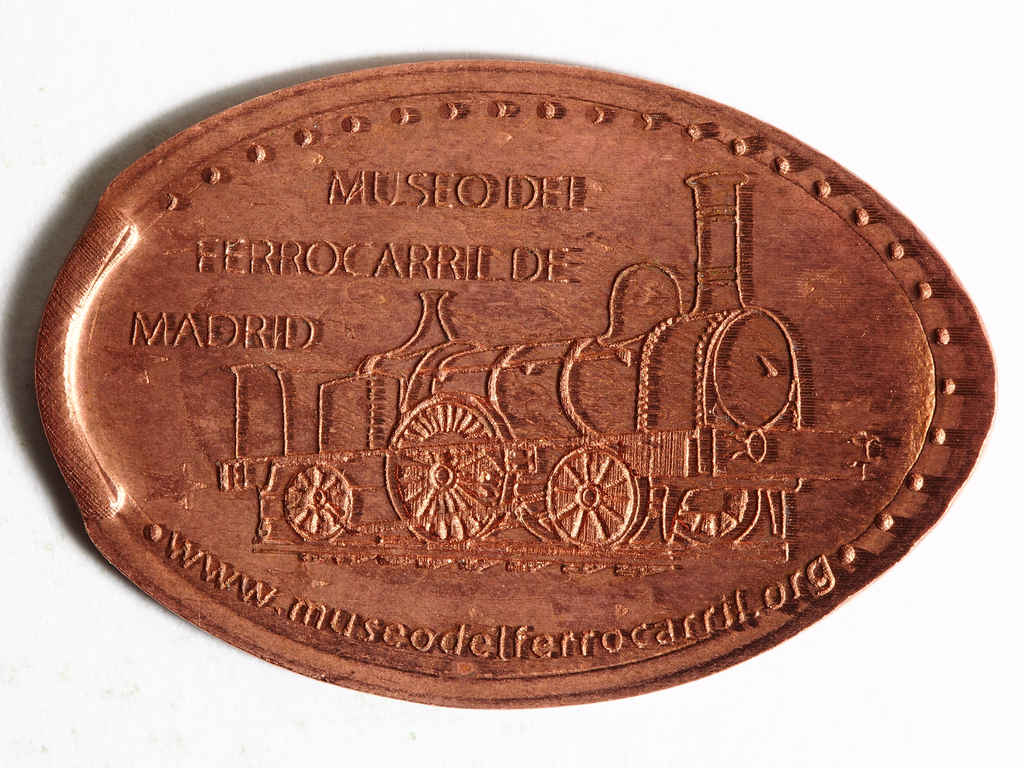 MUSEO DEL
FERROCARRIL DE
MADRID
www.museodelferrocarril.org